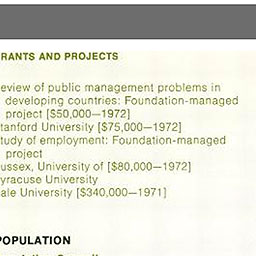 RANTS AND PROJECTS
eview of public management problems in
developing countries: Foundation-managed
project [$50,000—1972]
tanford University [$75,000—1972]
tudy of employment: Foundation-managed
project
ussex, University of [$80,000—1972]
yracuse University
ale University [$340,000—1971]
POPULATION